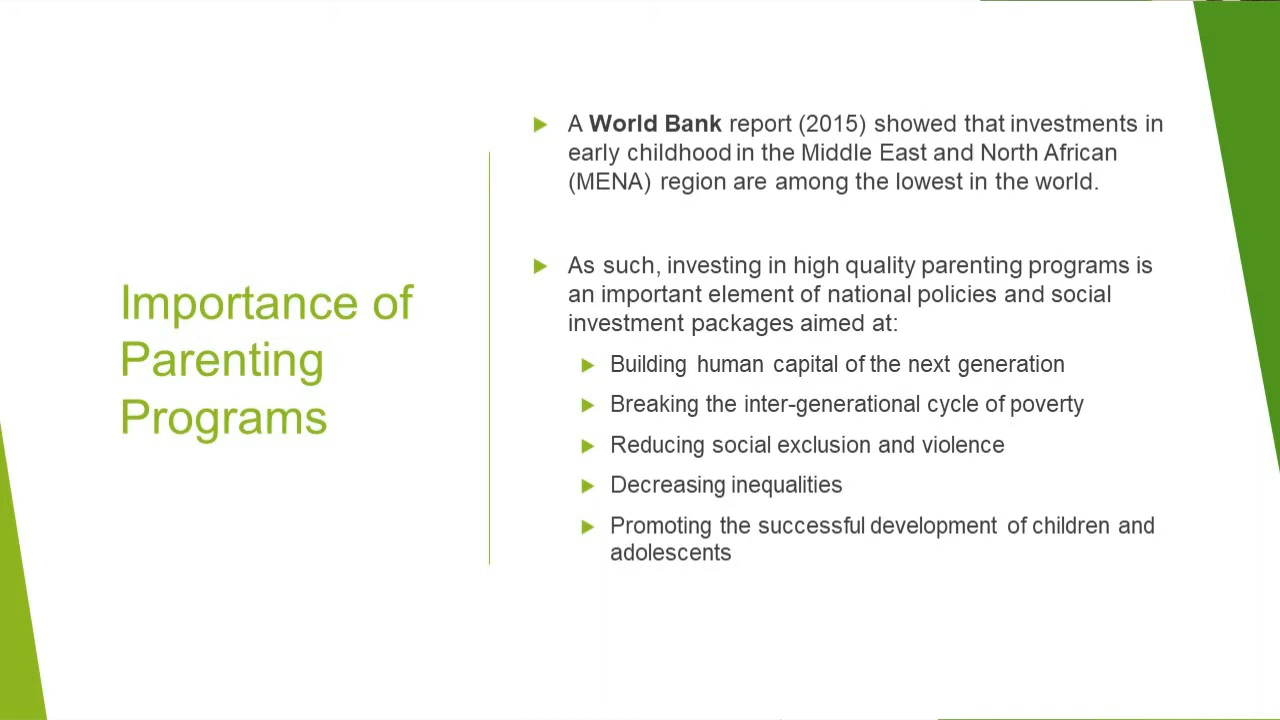 Importance of
Parenting
Programs
A World Bank report (2015) showed that investments in
early childhood in the Middle East and North African
(MENA) region are among the lowest in the world.
As such, investing in high quality parenting programs is
an important element of national policies and social
investment packages aimed at:
Building human capital of the next generation
Breaking the inter-generational cycle of poverty
Reducing social exclusion and violence
Decreasing inequalities
Promoting the successful development of children and
adolescents